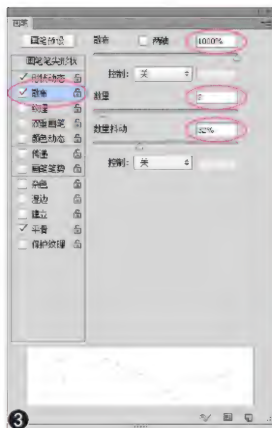 画笔
画笔预设
散布 两轴 1000%
画笔笔尖形状
形状动态
控制: 关
散布
数量
纹理
双重画笔
数量抖动
颜色动态
传递
控制: 关
画笔笔势
杂色
湿边
建立
平滑
保护纹理
3